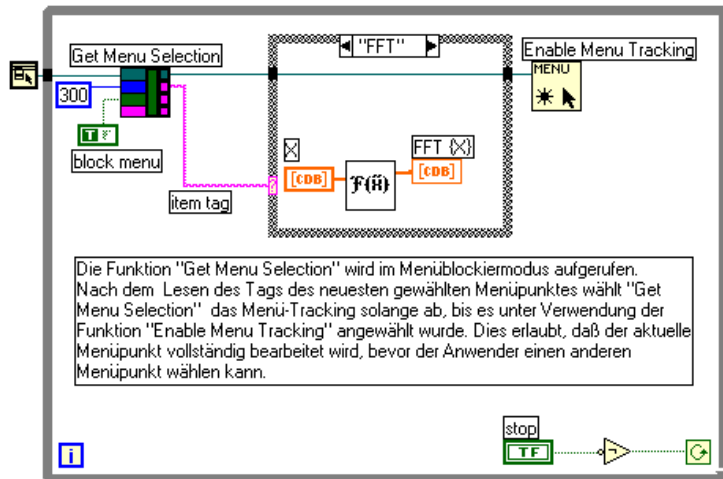 "FFT"
Get Menu Selection
Enable Menu Tracking
MENU
300
T F
block menu
item tag
X
FFT {X}
[CDB]
[CDB]
F(x)
?
Die Funktion "Get Menu Selection" wird im Menüblockiermodus aufgerufen.
Nach dem Lesen des Tags des neuesten gewählten Menüpunktes wählt "Get
Menu Selection" das Menü-Tracking solange ab, bis es unter Verwendung der
Funktion "Enable Menu Tracking" angewählt wurde. Dies erlaubt, daß der aktuelle
Menüpunkt vollständig bearbeitet wird, bevor der Anwender einen anderen
Menüpunkt wählen kann.
stop
TF
i